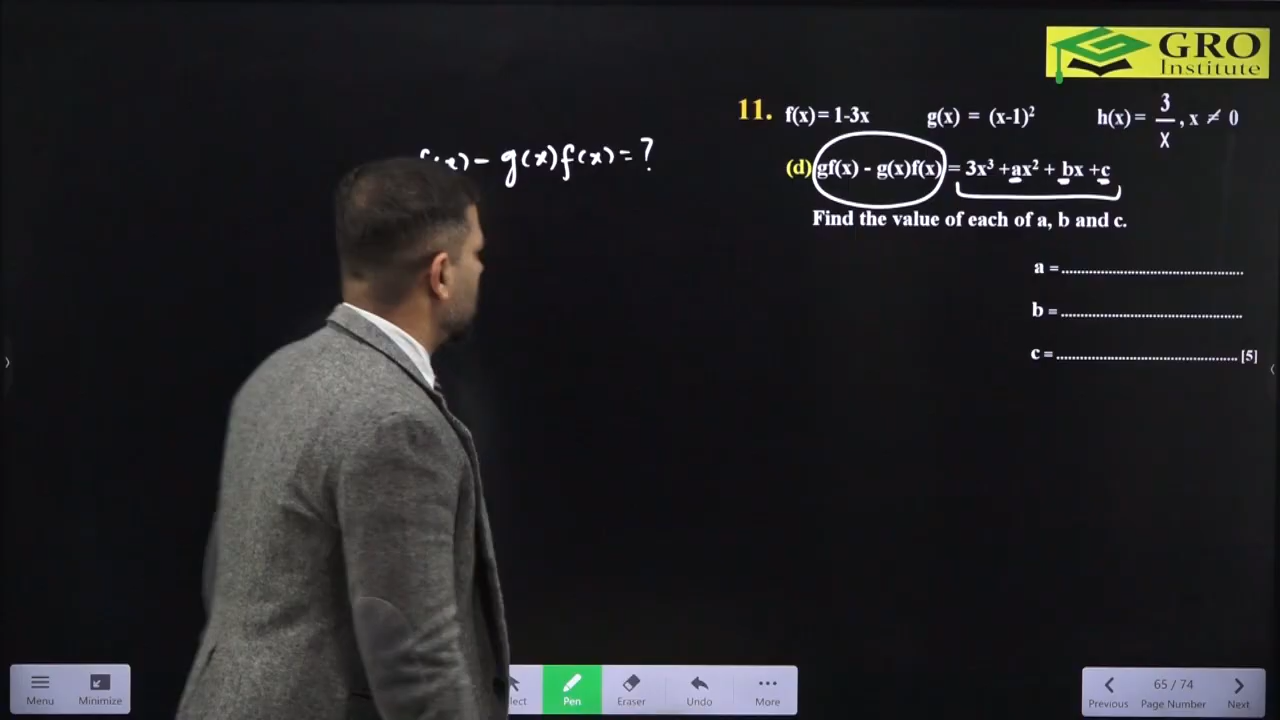 GRO
Institute
11. f(x)= 1-3x g(x) = (x-1)² h(x)= 3/x , x ≠ 0
(x) - g(x)f(x) = ?
(d) gf(x) - g(x)f(x) = 3x³ +ax² + bx +c
Find the value of each of a, b and c.
a = ................................................
b = ................................................
c = ................................................ [5]
Menu
Minimize
lect
Pen
Eraser
Undo
More
Previous
65 / 74
Page Number
Next